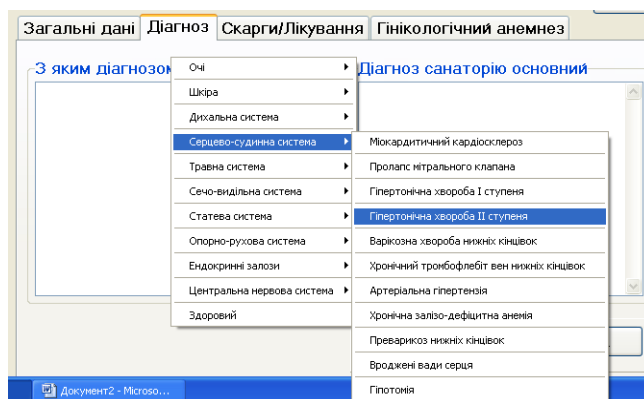 Загальні дані Діагноз Скарги/Лікування Гінікологічний анемнез
З яким діагнозом
Діагноз санаторію основний
Очі
Шкіра
Дихальна система
Серцево-судинна система
Травна система
Сечо-видільна система
Статева система
Опорно-рухова система
Ендокринні залози
Центральна нервова система
Здоровий
Міокардитичний кардіосклероз
Пролапс мітрального клапана
Гіпертонічна хвороба І ступеня
Гіпертонічна хвороба ІІ ступеня
Варікозна хвороба нижніх кінцівок
Хронічний тромбофлебіт вен нижніх кінцівок
Артеріальна гіпертензія
Хронічна залізо-дефіцитна анемія
Преварикоз нижніх кінцівок
Вроджені вади серця
Гіпотомія
Документ2 - Microso...